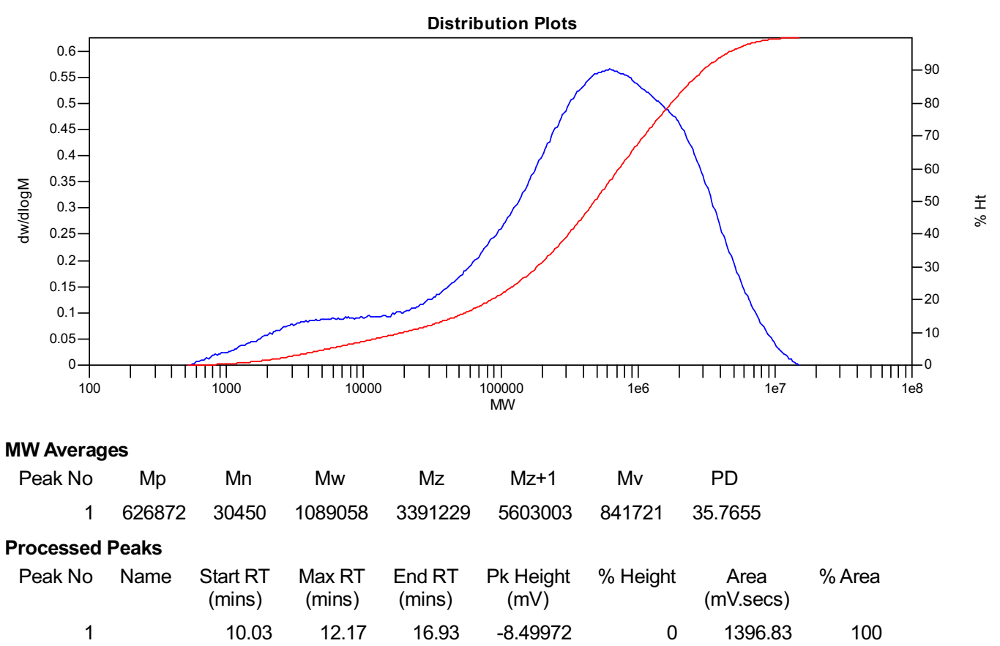 Distribution Plots
0.6
0.55
0.5
0.45
0.4
0.35
0.3
0.25
0.2
0.15
0.1
0.05
0
dw/dlogM
90
80
70
60
50
40
30
20
10
0
% Ht
100 1000 10000 100000 1e6 1e7 1e8
MW
MW Averages
Peak No Mp Mn Mw Mz Mz+1 Mv PD
1 626872 30450 1089058 3391229 5603003 841721 35.7655
Processed Peaks
Peak No Name Start RT Max RT End RT Pk Height % Height Area % Area
(mins) (mins) (mins) (mV) (mV.secs)
1 10.03 12.17 16.93 -8.49972 0 1396.83 100